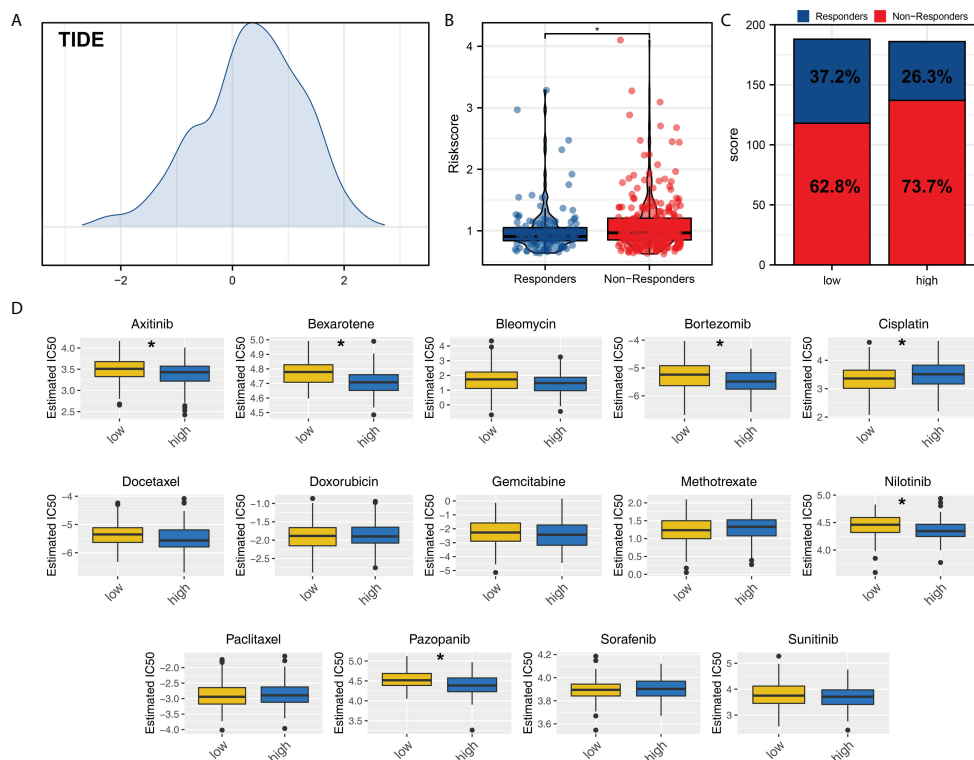 A
TIDE
−2
0
2
B
Riskscore
4
3
2
1
*
Responders
Non-Responders
C
Responders
Non-Responders
score
200
150
100
50
0
37.2%
26.3%
62.8%
73.7%
low
high
D
Axitinib
Estimated IC50
4.0
3.5
3.0
2.5
*
low
high
Bexarotene
Estimated IC50
5.0
4.9
4.8
4.7
4.6
4.5
*
low
high
Bleomycin
Estimated IC50
4
3
2
1
0
low
high
Bortezomib
Estimated IC50
−4
−5
−6
*
low
high
Cisplatin
Estimated IC50
4
3
2
*
low
high
Docetaxel
Estimated IC50
−4
−5
−6
low
high
Doxorubicin
Estimated IC50
−1.0
−1.5
−2.0
−2.5
low
high
Gemcitabine
Estimated IC50
0
−1
−2
−3
−4
−5
low
high
Methotrexate
Estimated IC50
2.0
1.5
1.0
0.5
0.0
low
high
Nilotinib
Estimated IC50
5.0
4.5
4.0
*
low
high
Paclitaxel
Estimated IC50
−2.0
−2.5
−3.0
−3.5
−4.0
low
high
Pazopanib
Estimated IC50
5.0
4.5
4.0
3.5
*
low
high
Sorafenib
Estimated IC50
4.2
4.0
3.8
3.6
low
high
Sunitinib
Estimated IC50
5
4
3
low
high